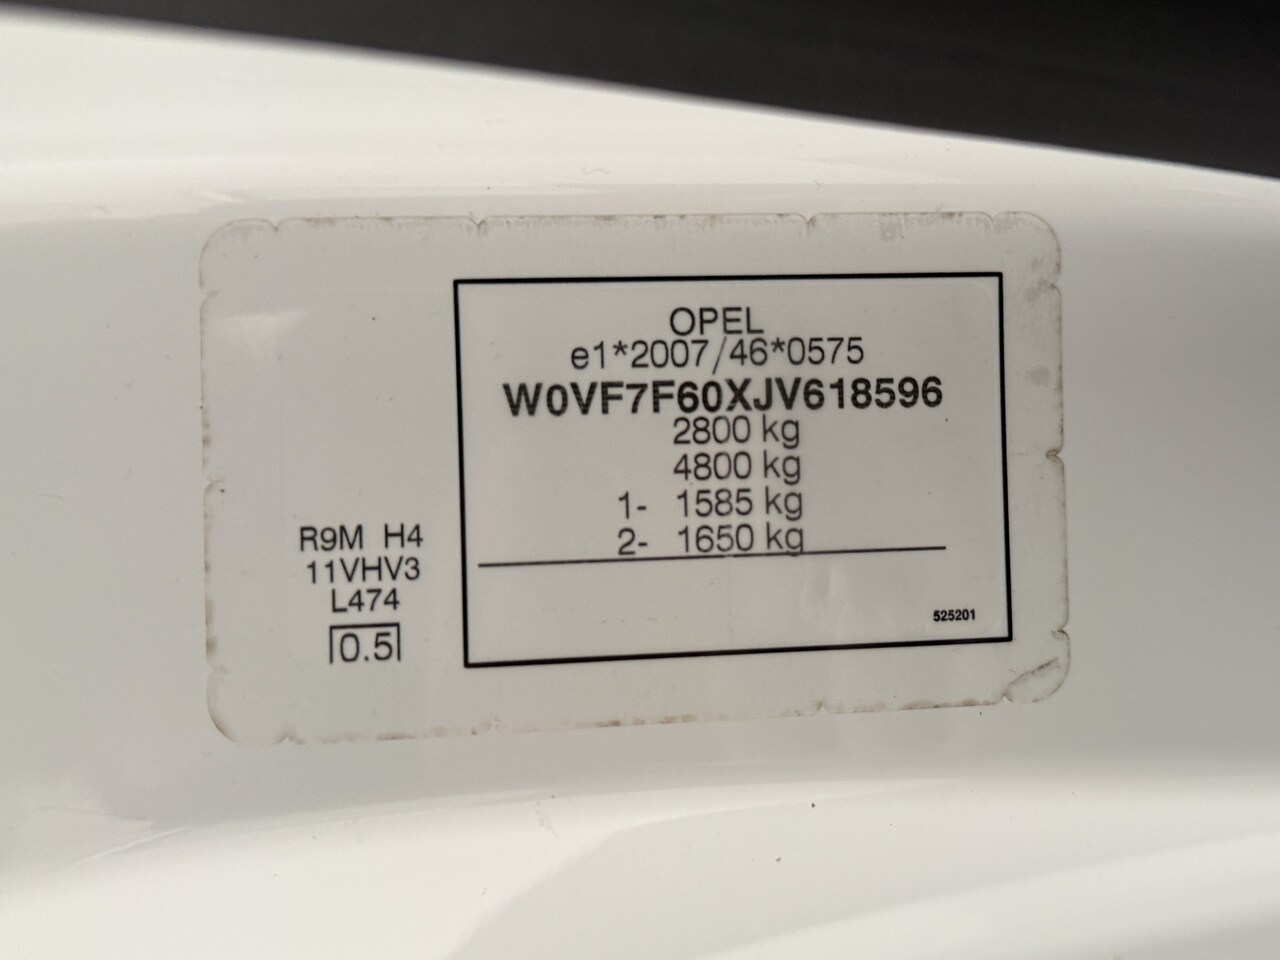 OPEL
e1*2007/46*0575
W0VF7F60XJV618596
2800 kg
4800 kg
1- 1585 kg
2- 1650 kg
525201
R9M H4
11VHV3
L474
0.5